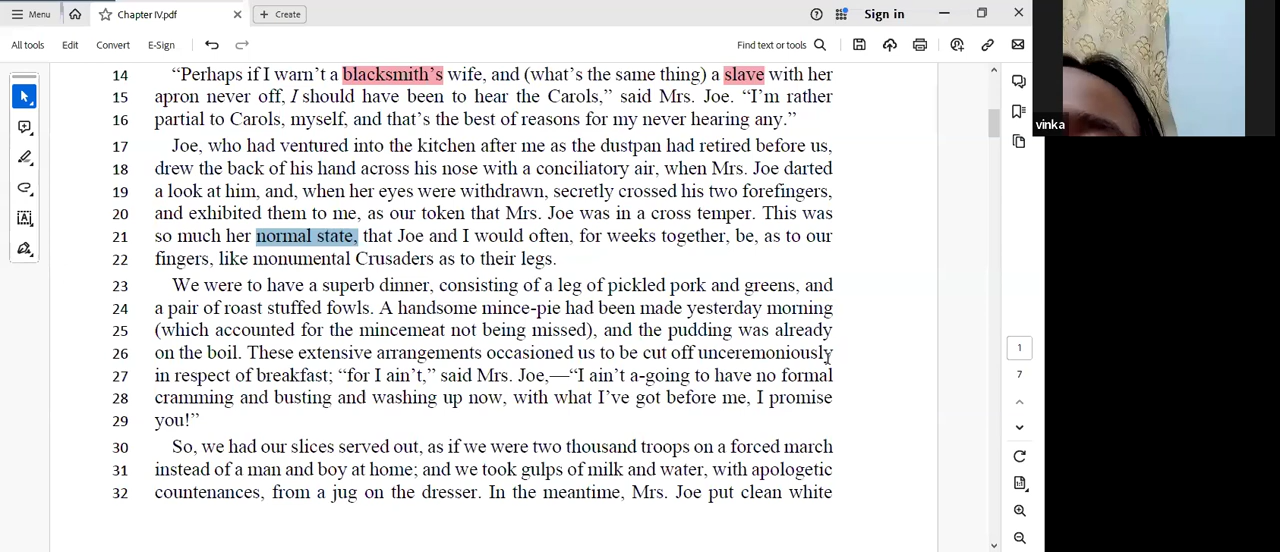 Menu
Chapter IV.pdf
Create
Sign in
All tools
Edit
Convert
E-Sign
Find text or tools
14 “Perhaps if I warn’t a blacksmith’s wife, and (what’s the same thing) a slave with her
15 apron never off, I should have been to hear the Carols,” said Mrs. Joe. “I’m rather
16 partial to Carols, myself, and that’s the best of reasons for my never hearing any.”
17 Joe, who had ventured into the kitchen after me as the dustpan had retired before us,
18 drew the back of his hand across his nose with a conciliatory air, when Mrs. Joe darted
19 a look at him, and, when her eyes were withdrawn, secretly crossed his two forefingers,
20 and exhibited them to me, as our token that Mrs. Joe was in a cross temper. This was
21 so much her normal state, that Joe and I would often, for weeks together, be, as to our
22 fingers, like monumental Crusaders as to their legs.
23 We were to have a superb dinner, consisting of a leg of pickled pork and greens, and
24 a pair of roast stuffed fowls. A handsome mince-pie had been made yesterday morning
25 (which accounted for the mincemeat not being missed), and the pudding was already
26 on the boil. These extensive arrangements occasioned us to be cut off unceremoniously
27 in respect of breakfast; “for I ain’t,” said Mrs. Joe,—“I ain’t a-going to have no formal
28 cramming and busting and washing up now, with what I’ve got before me, I promise
29 you!”
30 So, we had our slices served out, as if we were two thousand troops on a forced march
31 instead of a man and boy at home; and we took gulps of milk and water, with apologetic
32 countenances, from a jug on the dresser. In the meantime, Mrs. Joe put clean white
1
7
vinka